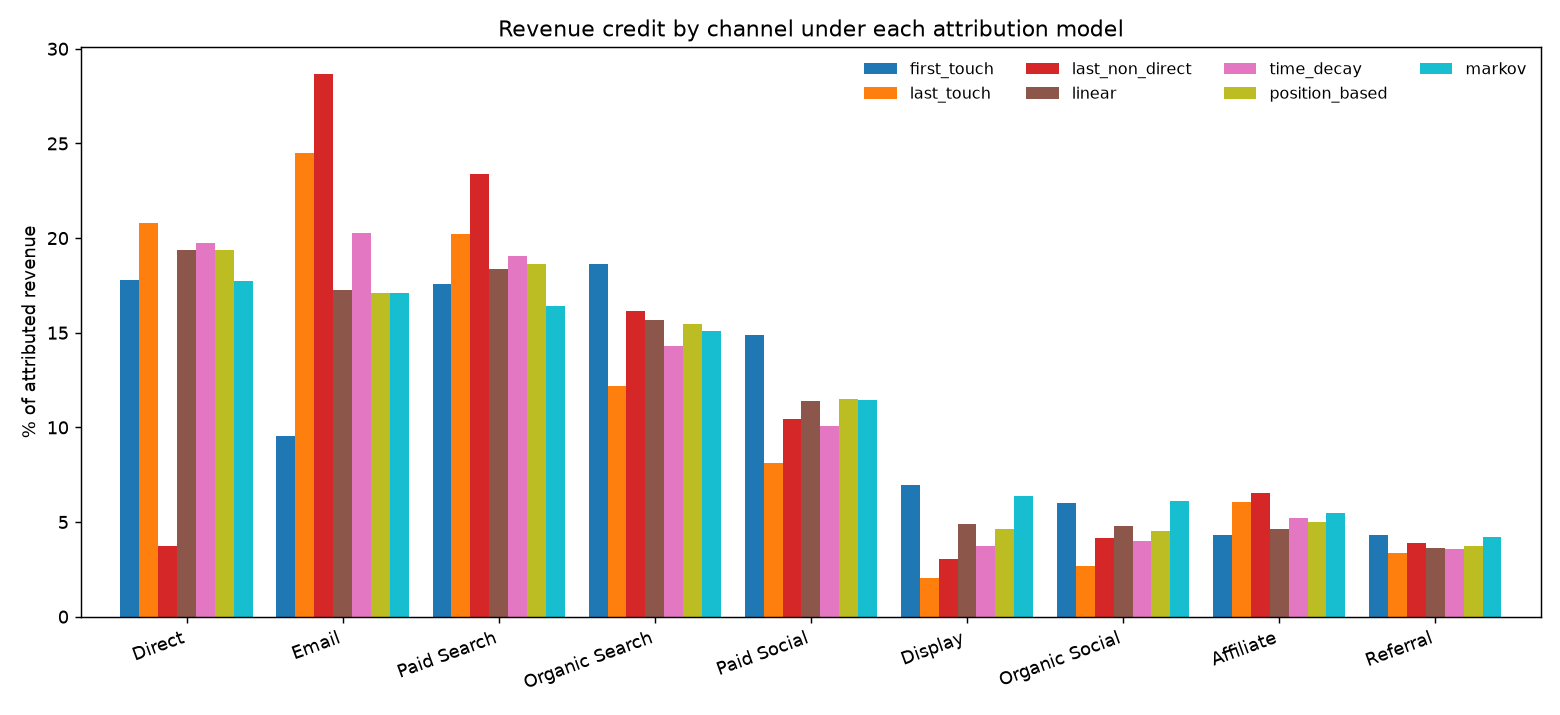 Revenue credit by channel under each attribution model
first_touch
last_touch
last_non_direct
linear
time_decay
position_based
markov
% of attributed revenue
30
25
20
15
10
5
0
Direct
Email
Paid Search
Organic Search
Paid Social
Display
Organic Social
Affiliate
Referral